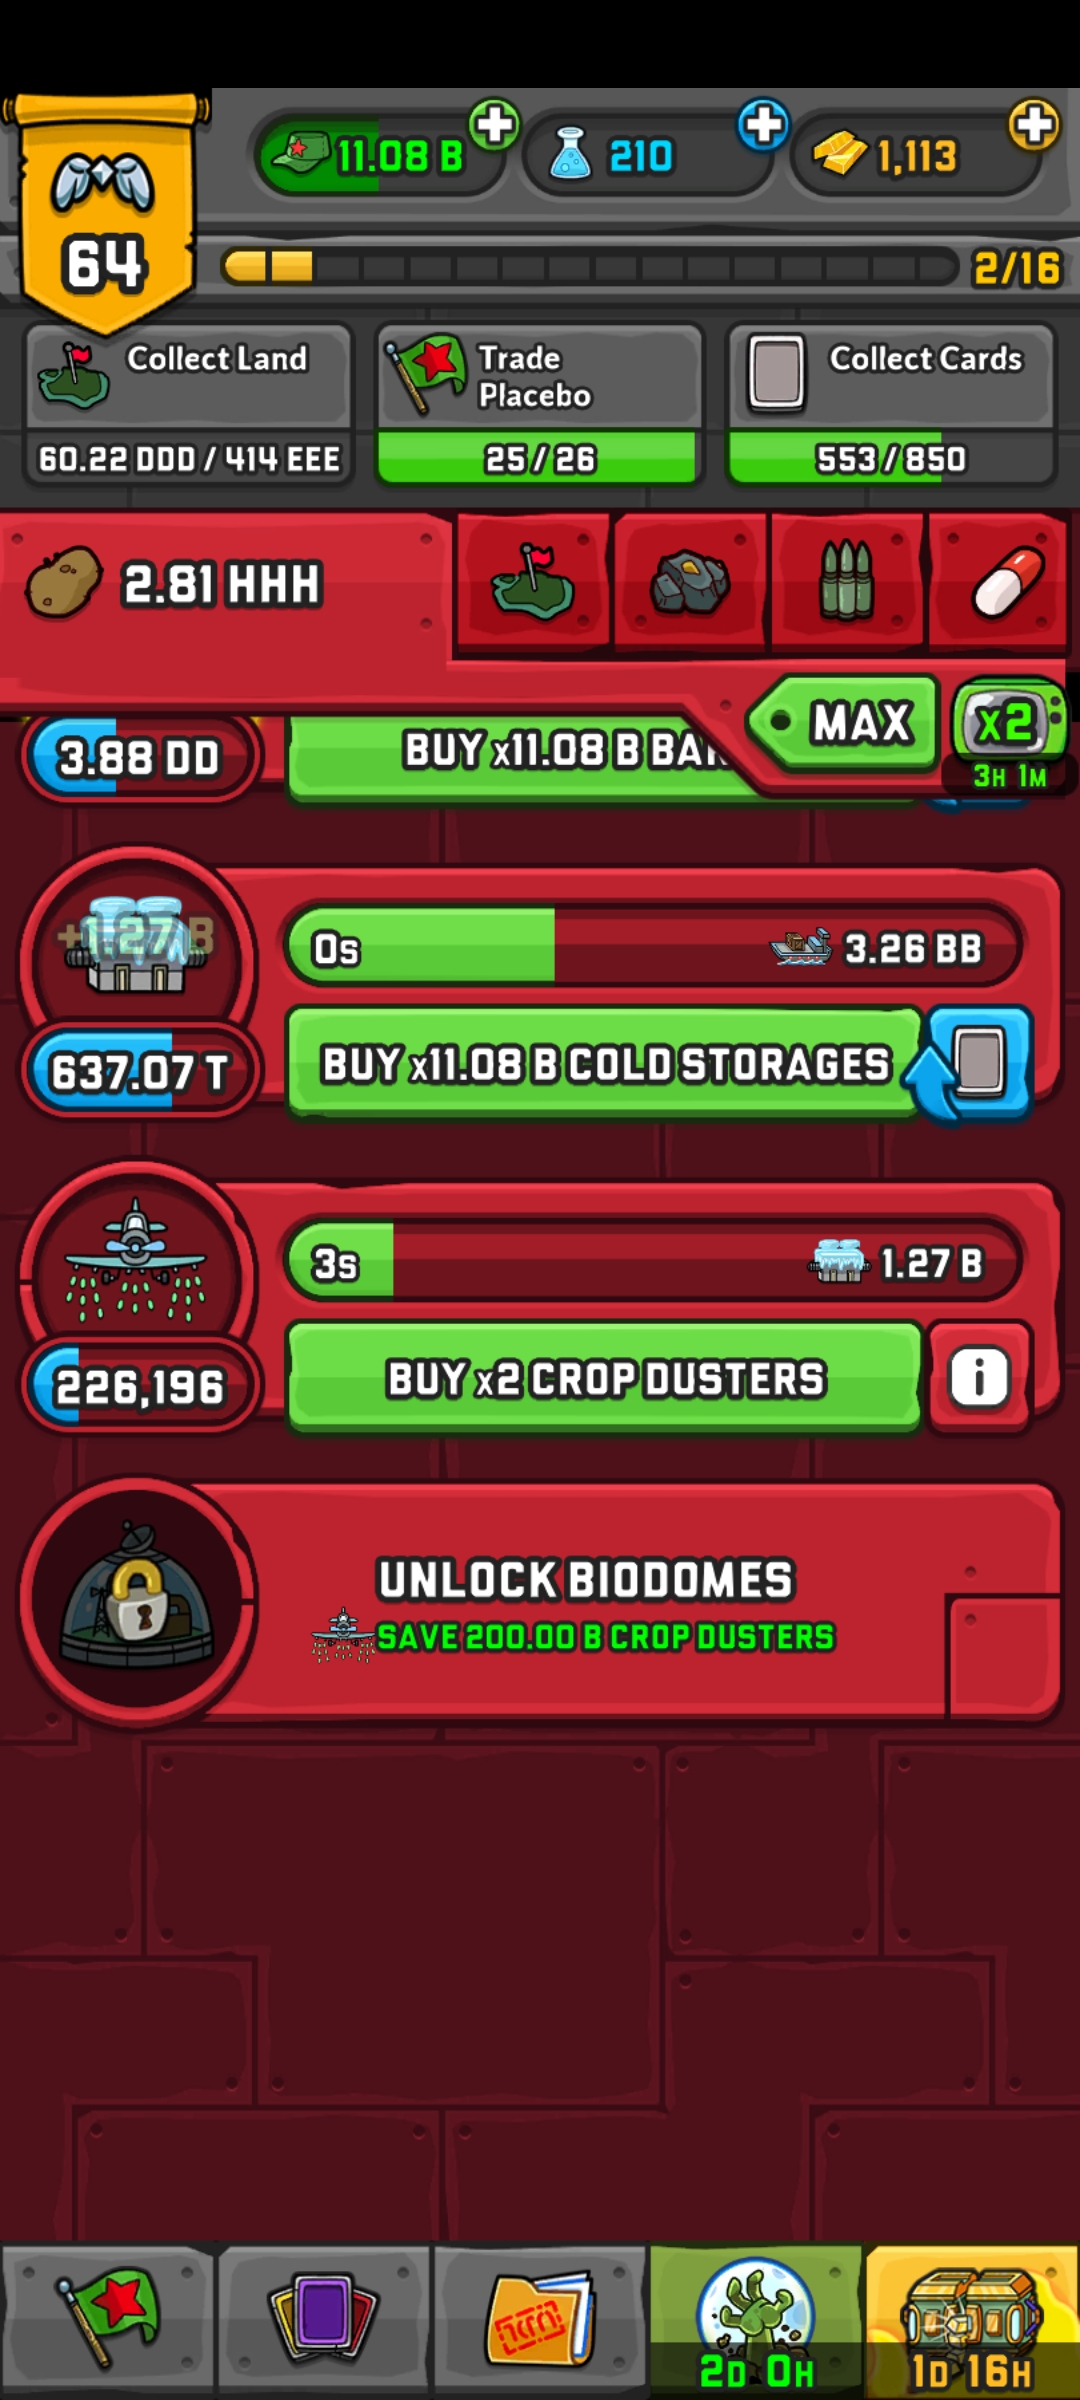 11.08 B
210
1,113
64
2/16
Collect Land
60.22 DDD / 414 EEE
Trade
Placebo
25 / 26
Collect Cards
553 / 850
2.81 HHH
MAX
x2
3H 1M
3.88 DD
BUY x11.08 B
+1.27 B
0s
3.26 BB
637.07 T
BUY x11.08 B COLD STORAGES
3s
1.27 B
226,196
BUY x2 CROP DUSTERS
i
UNLOCK BIODOMES
SAVE 200.00 B CROP DUSTERS
2D 0H
1D 16H